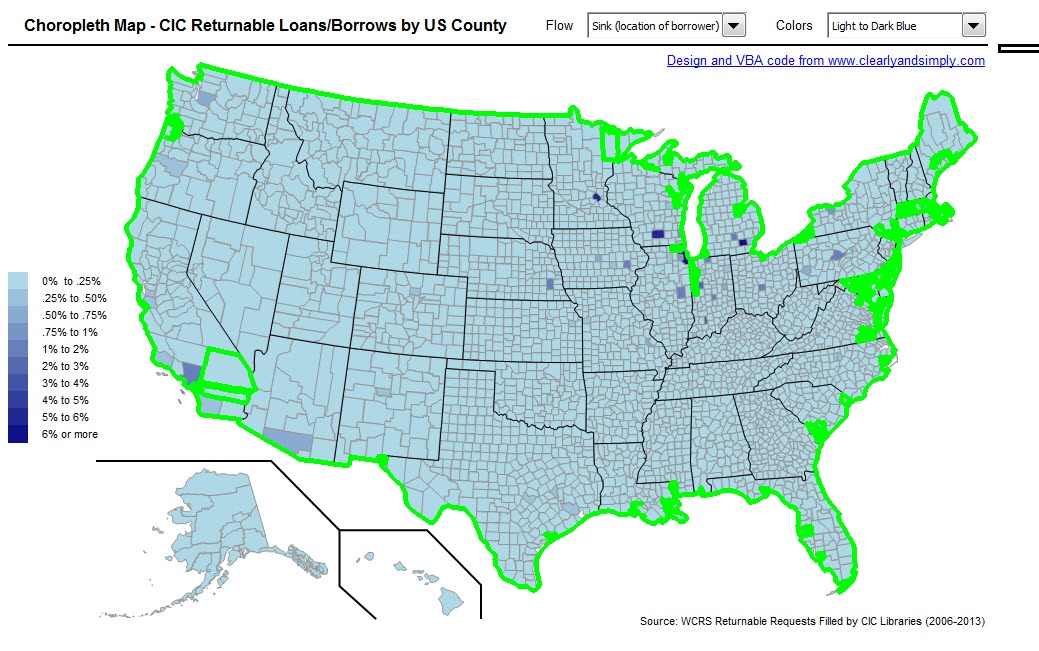 Choropleth Map - CIC Returnable Loans/Borrows by US County Flow Sink (location of borrower) Colors Light to Dark Blue
Design and VBA code from www.clearlyandsimply.com
0% to .25%
.25% to .50%
.50% to .75%
.75% to 1%
1% to 2%
2% to 3%
3% to 4%
4% to 5%
5% to 6%
6% or more
Source: WCRS Returnable Requests Filled by CIC Libraries (2006-2013)